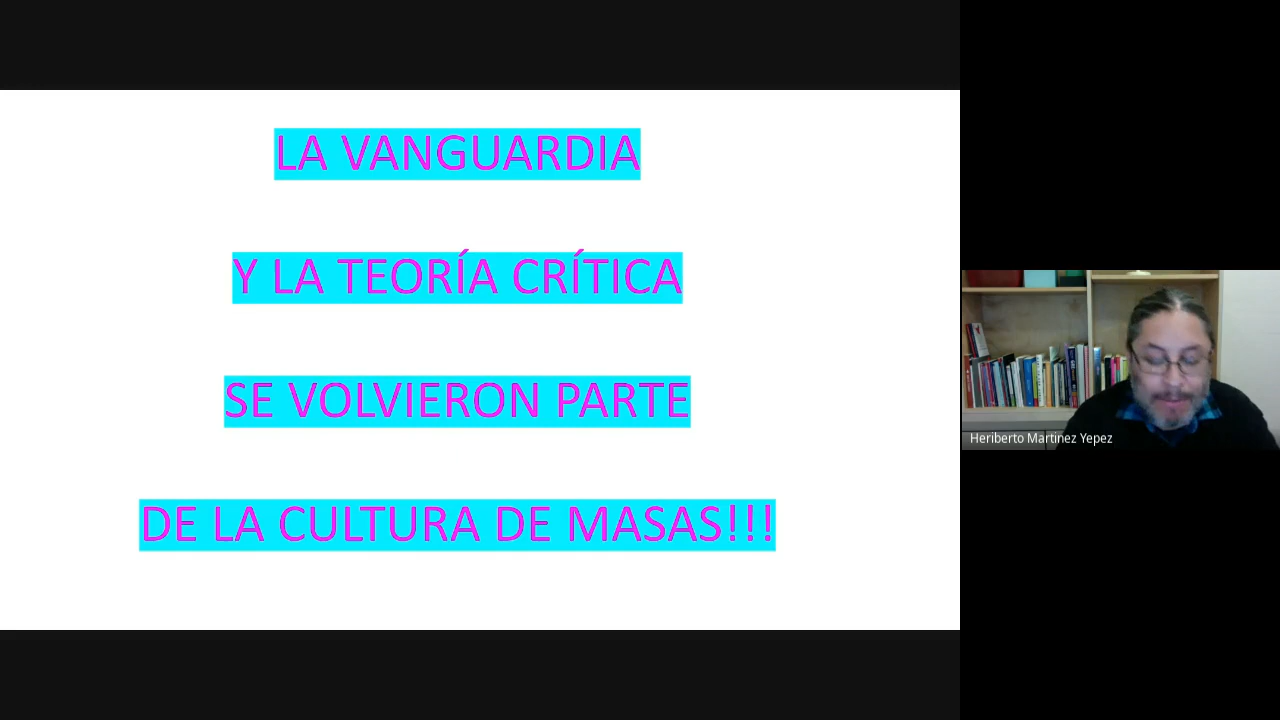 LA VANGUARDIA
Y LA TEORÍA CRÍTICA
SE VOLVIERON PARTE
DE LA CULTURA DE MASAS!!!
Heriberto Martinez Yepez